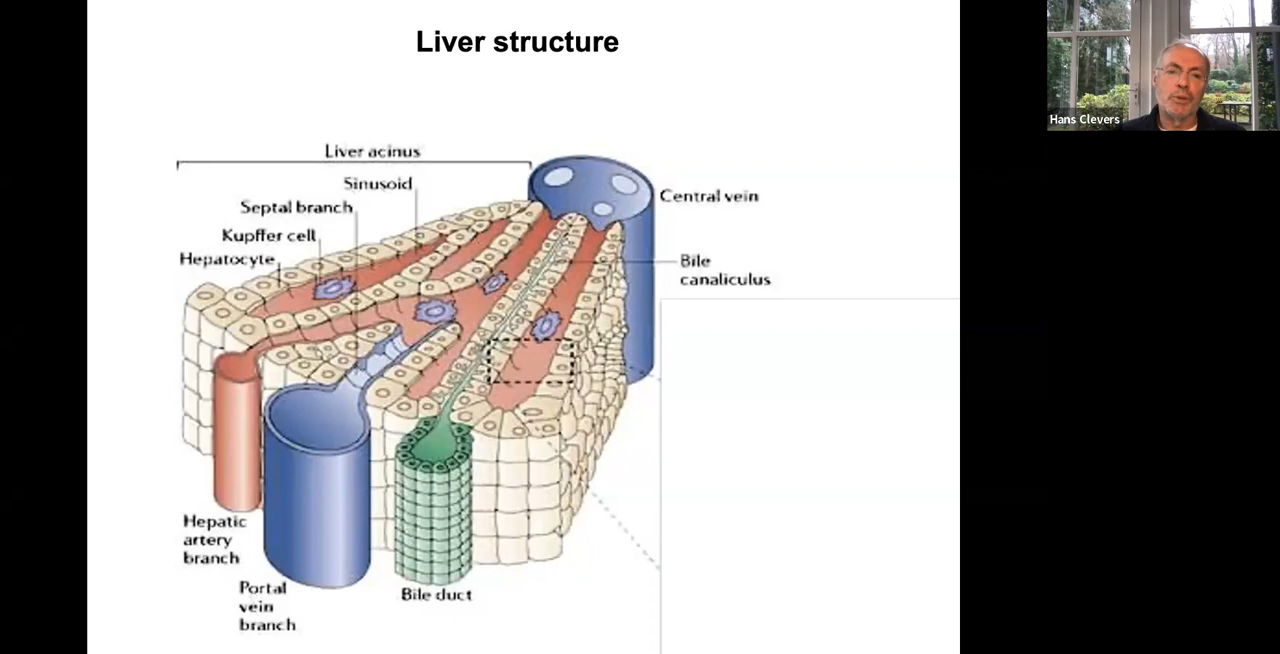 Liver structure
Hans Clevers
Liver acinus
Sinusoid
Septal branch
Kupffer cell
Hepatocyte
Central vein
Bile
canaliculus
Hepatic
artery
branch
Portal
vein
branch
Bile duct